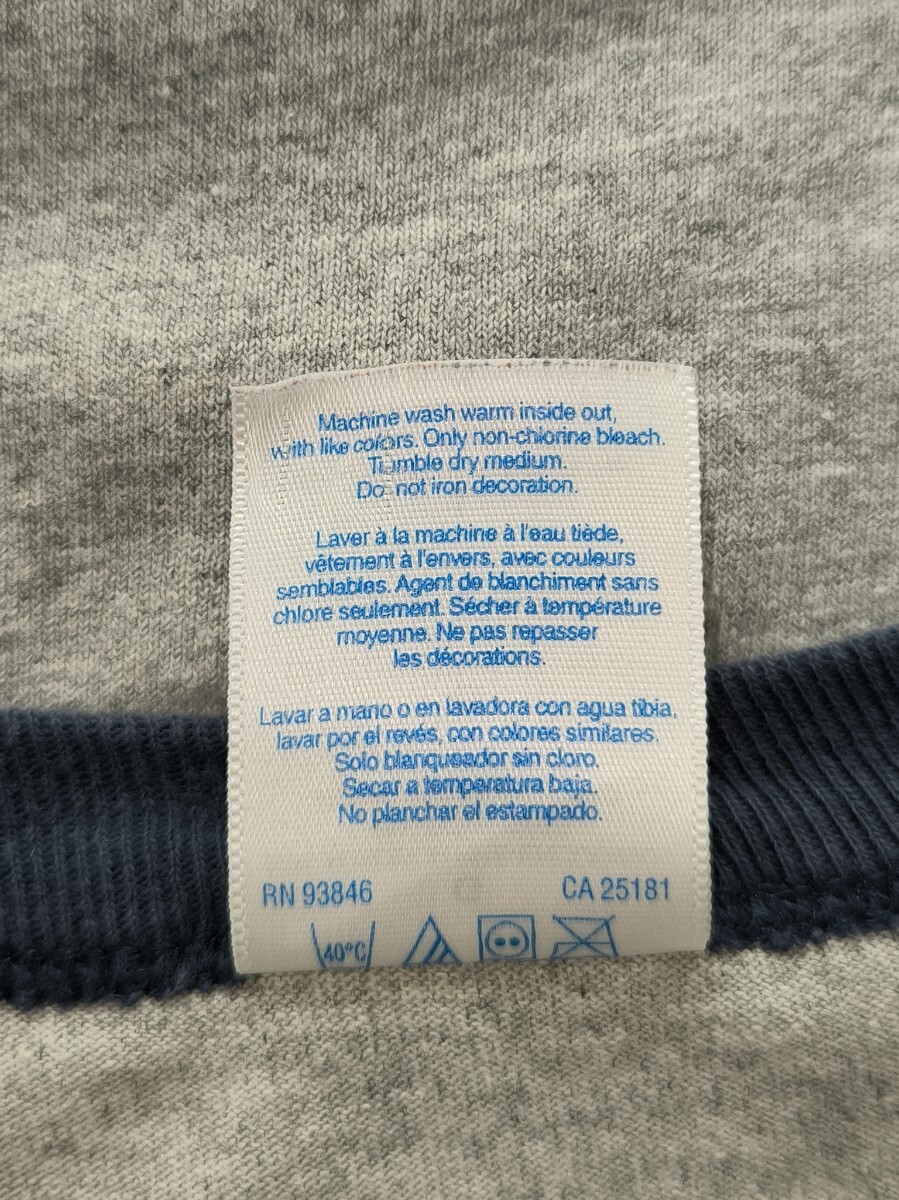 Machine wash warm inside out,
with like colors. Only non-chlorine bleach.
Tumble dry medium.
Do not iron decoration.
Laver à la machine à l'eau tiède,
vêtement à l'envers, avec couleurs
semblables. Agent de blanchiment sans
chlore seulement. Sécher à température
moyenne. Ne pas repasser
les décorations.
Lavar a mano o en lavadora con agua tibia,
lavar por el revés, con colores similares.
Solo blanqueador sin cloro.
Secar a temperatura baja.
No planchar el estampado.
RN 93846 CA 25181
40°C